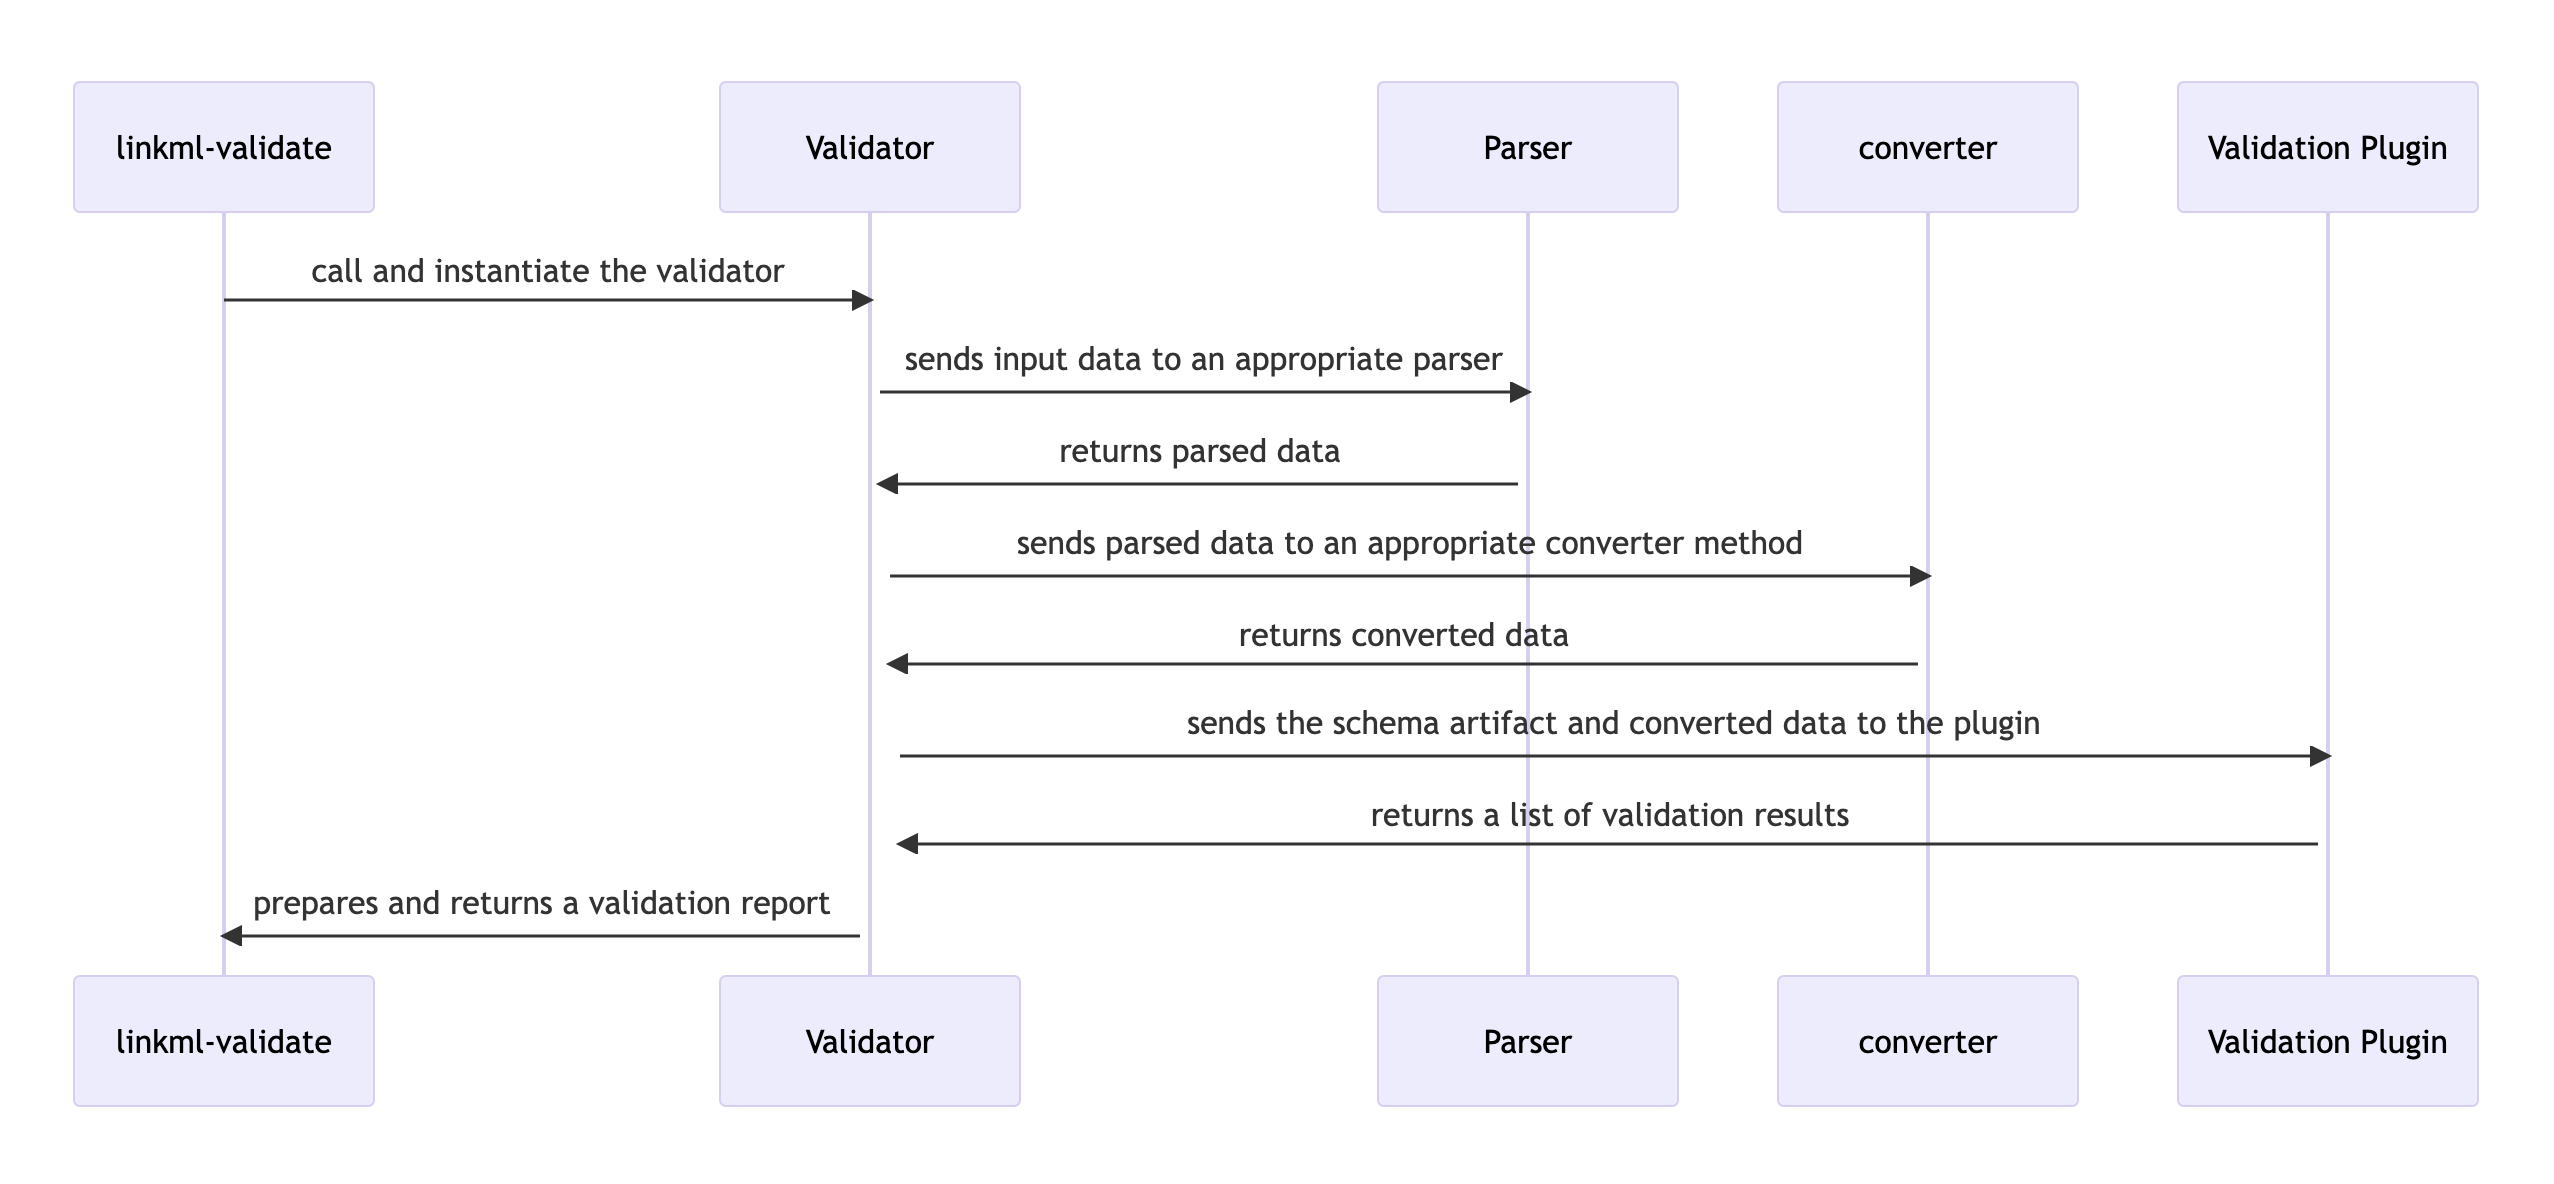 linkml-validate
Validator
Parser
converter
Validation Plugin
call and instantiate the validator
sends input data to an appropriate parser
returns parsed data
sends parsed data to an appropriate converter method
returns converted data
sends the schema artifact and converted data to the plugin
returns a list of validation results
prepares and returns a validation report
linkml-validate
Validator
Parser
converter
Validation Plugin